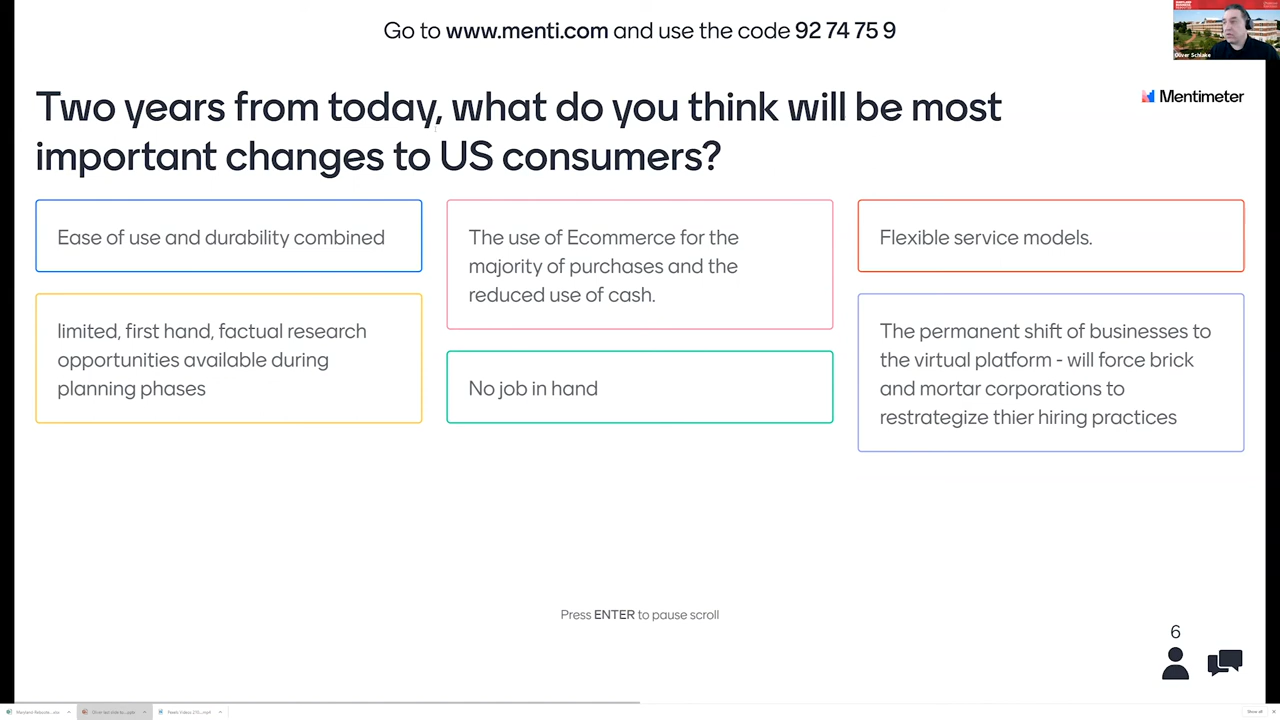 Go to www.menti.com and use the code 92 74 75 9
Oliver Schlake
Mentimeter
Two years from today, what do you think will be most
important changes to US consumers?
Ease of use and durability combined
limited, first hand, factual research
opportunities available during
planning phases
The use of Ecommerce for the
majority of purchases and the
reduced use of cash.
No job in hand
Flexible service models.
The permanent shift of businesses to
the virtual platform - will force brick
and mortar corporations to
restrategize thier hiring practices
Press ENTER to pause scroll
6
Show all